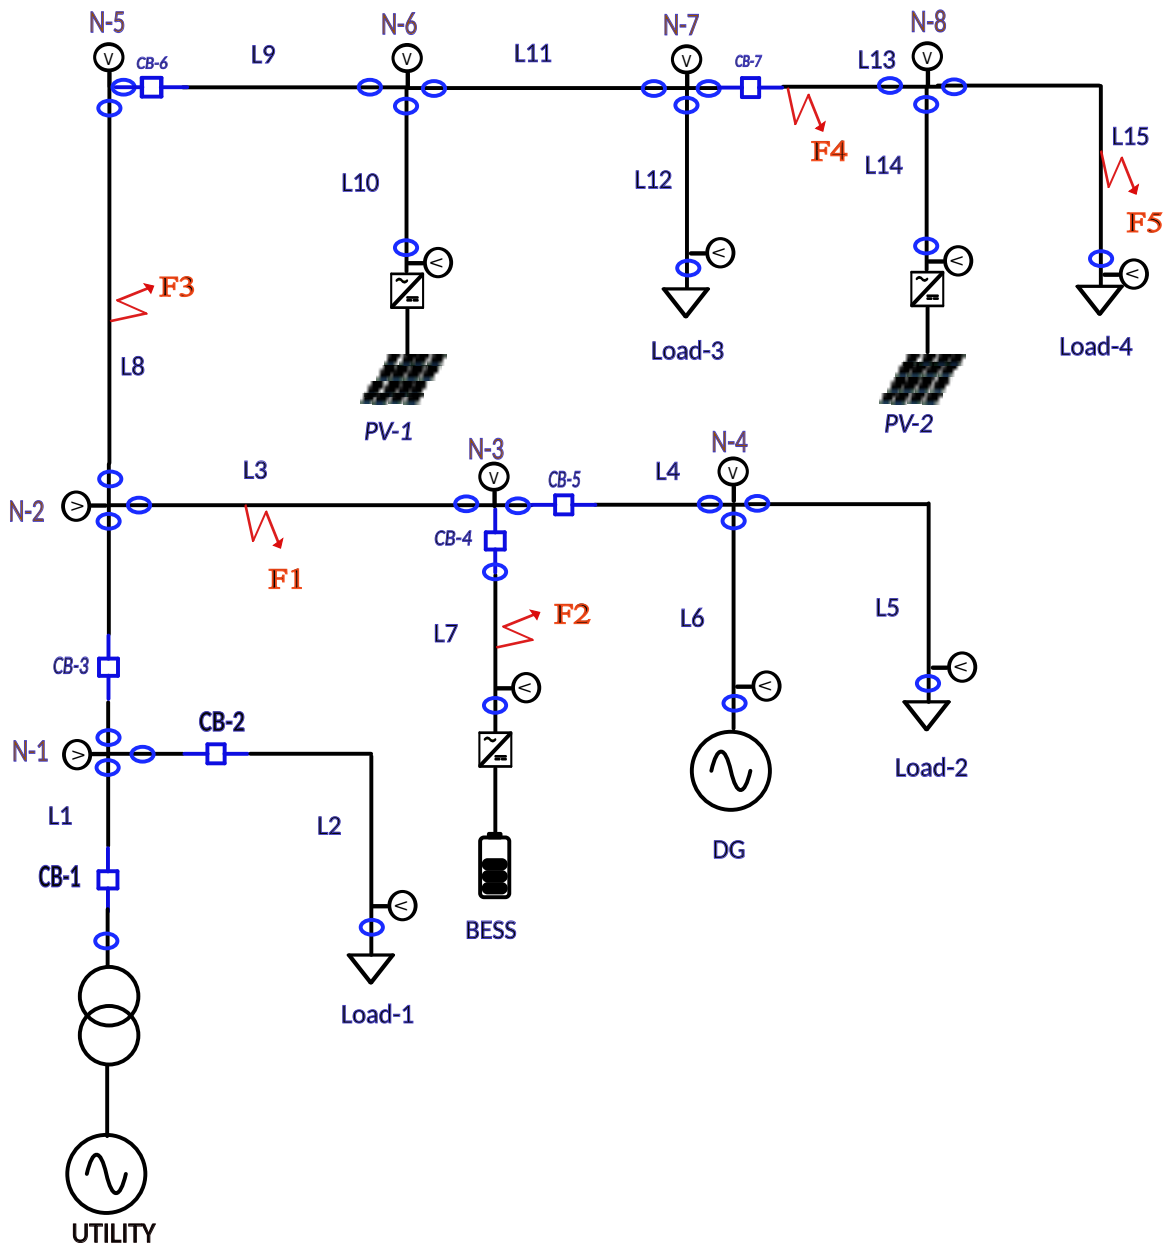 N-5
N-6
N-7
N-8
V
V
V
V
CB-6
L9
L11
CB-7
L13
L10
L12
F4
L14
L15
F5
V
V
V
V
F3
L8
Load-3
Load-4
PV-1
PV-2
N-3
N-4
V
V
L3
CB-5
L4
N-2
V
CB-4
F1
L7
F2
L6
L5
CB-3
V
V
V
CB-2
N-1
V
L1
L2
Load-2
DG
CB-1
V
BESS
Load-1
UTILITY